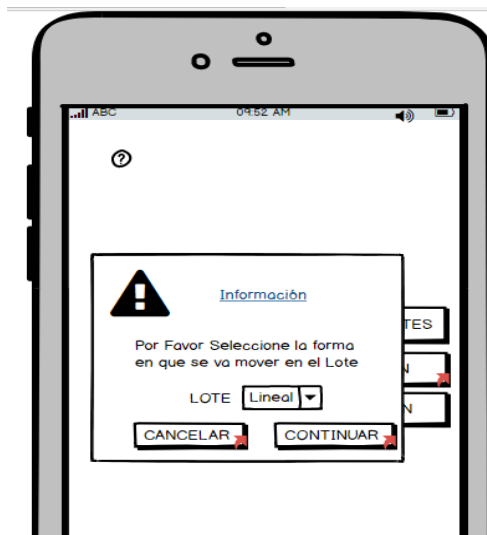 ABC 09:52 AM
?
Información
TES
Por Favor Seleccione la forma
en que se va mover en el Lote
N
LOTE Lineal
N
CANCELAR CONTINUAR